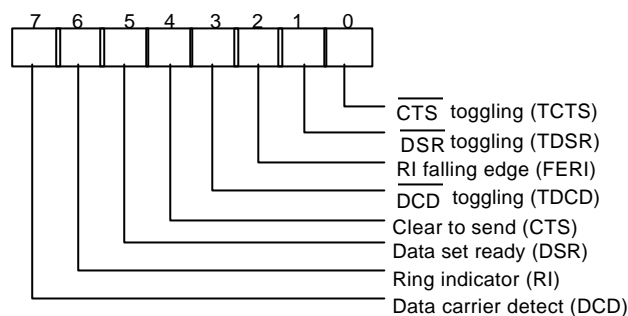 7 6 5 4 3 2 1 0
CTS toggling (TCTS)
DSR toggling (TDSR)
RI falling edge (FERI)
DCD toggling (TDCD)
Clear to send (CTS)
Data set ready (DSR)
Ring indicator (RI)
Data carrier detect (DCD)